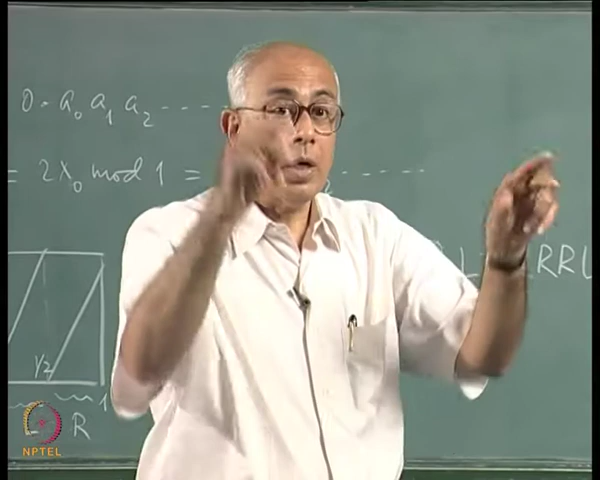 0 · a₀ a₁ a₂ - - - - - -
= 2X₀ mod 1 = - - - - -
L RRL
1/2
1
L R
NPTEL